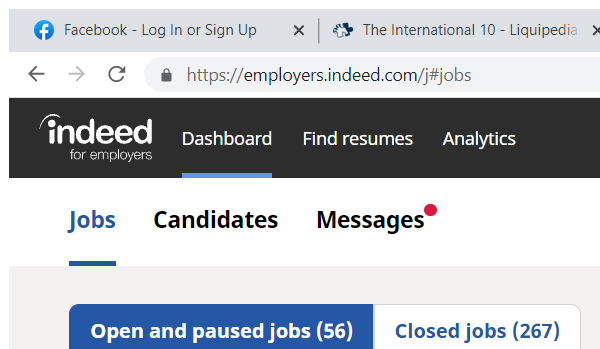 Facebook - Log In or Sign Up
The International 10 - Liquipedia
https://employers.indeed.com/j#jobs
indeed
for employers
Dashboard
Find resumes
Analytics
Jobs
Candidates
Messages
Open and paused jobs (56)
Closed jobs (267)